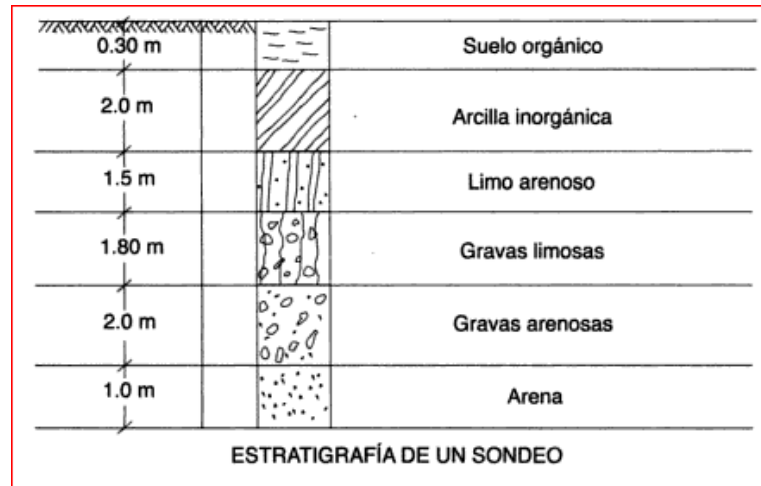 0.30 m Suelo orgánico
2.0 m Arcilla inorgánica
1.5 m Limo arenoso
1.80 m Gravas limosas
2.0 m Gravas arenosas
1.0 m Arena
ESTRATIGRAFÍA DE UN SONDEO